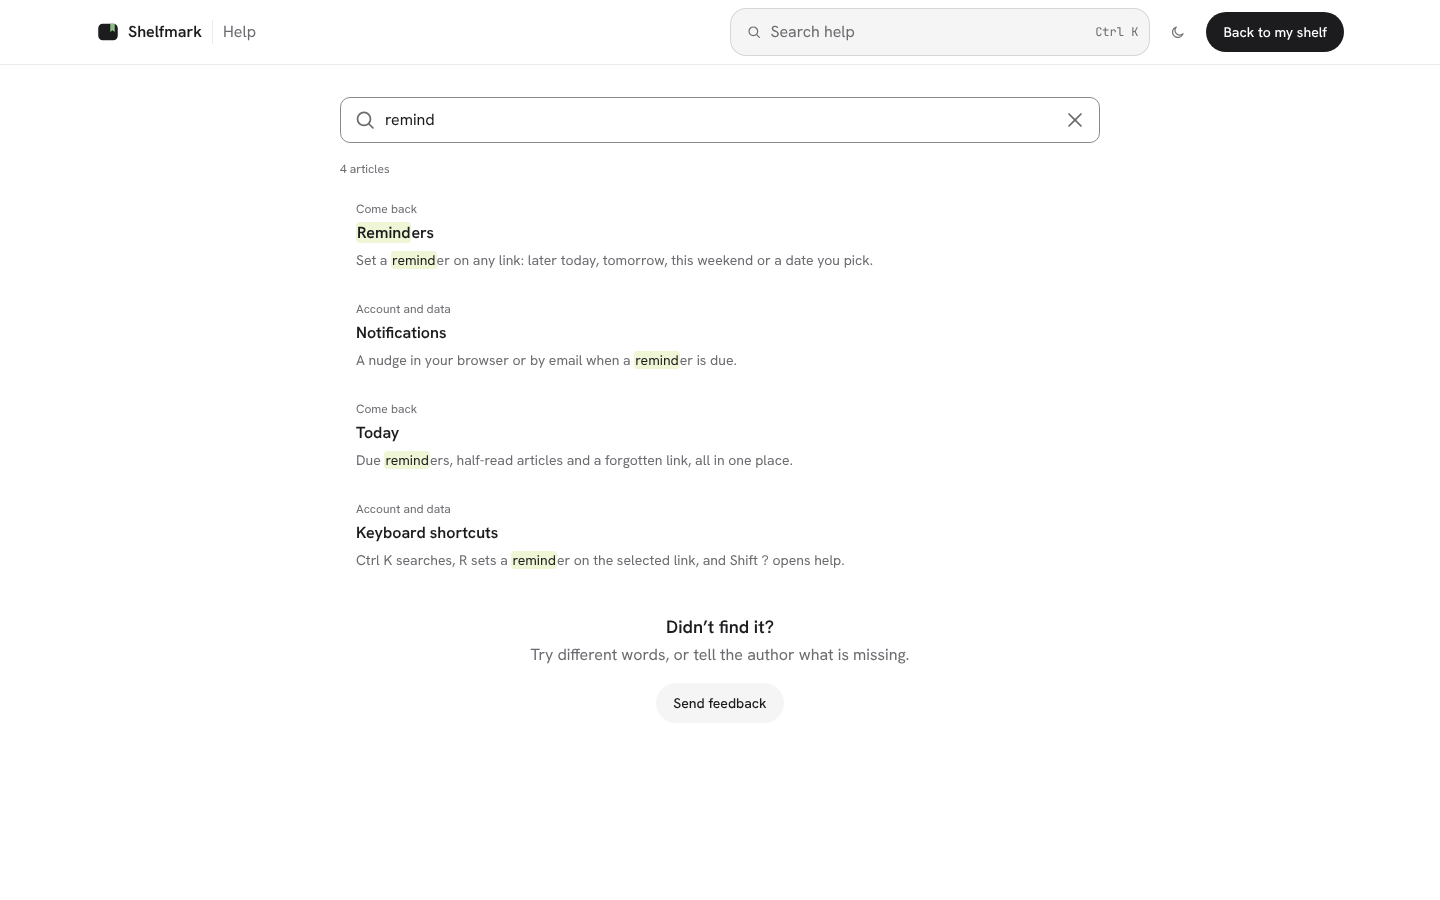 Shelfmark Help Search help Ctrl K Back to my shelf
remind
4 articles
Come back
Reminders
Set a reminder on any link: later today, tomorrow, this weekend or a date you pick.
Account and data
Notifications
A nudge in your browser or by email when a reminder is due.
Come back
Today
Due reminders, half-read articles and a forgotten link, all in one place.
Account and data
Keyboard shortcuts
Ctrl K searches, R sets a reminder on the selected link, and Shift ? opens help.
Didn’t find it?
Try different words, or tell the author what is missing.
Send feedback